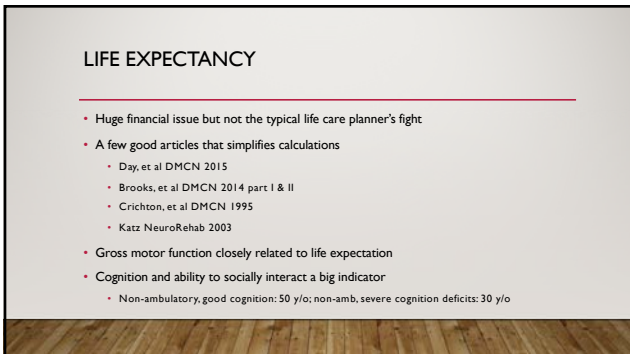 LIFE EXPECTANCY
• Huge financial issue but not the typical life care planner's fight
• A few good articles that simplifies calculations
• Day, et al DMCN 2015
• Brooks, et al DMCN 2014 part I & II
• Crichton, et al DMCN 1995
• Katz NeuroRehab 2003
• Gross motor function closely related to life expectation
• Cognition and ability to socially interact a big indicator
• Non-ambulatory, good cognition: 50 y/o; non-amb, severe cognition deficits: 30 y/o